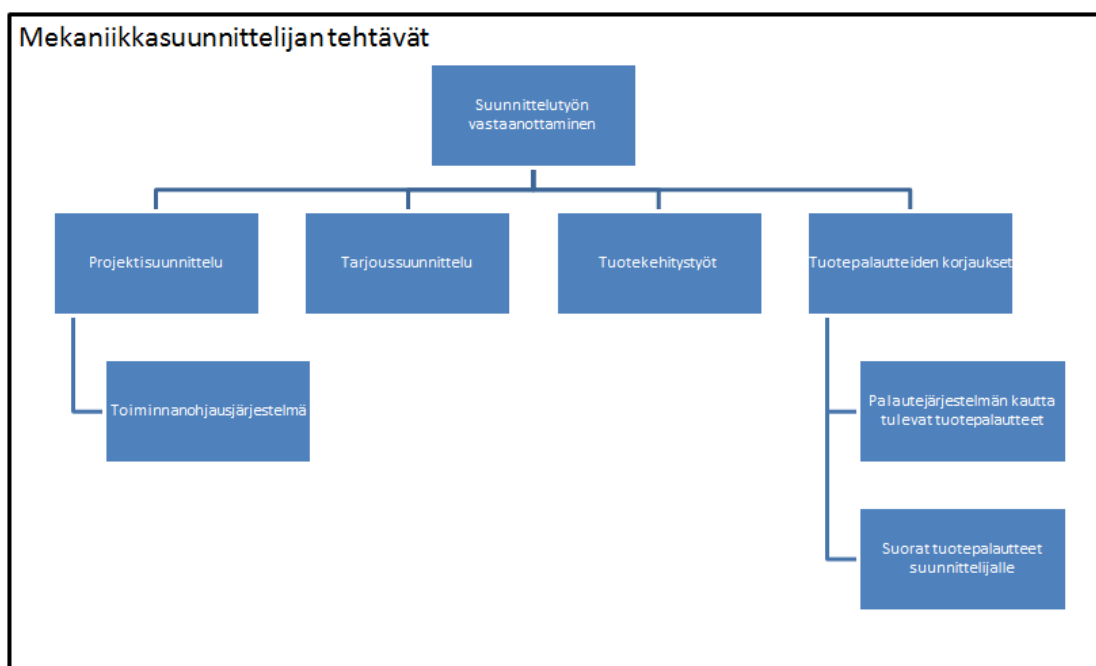 Mekaniikkasuunnittelijan tehtävät
Suunnittelutyön
vastaanottaminen
Projektisuunnittelu
Tarjoussuunnittelu
Tuotekehitystyöt
Tuotepalautteiden korjaukset
Toiminnanohjausjärjestelmä
Palautejärjestelmän kautta
tulevat tuotepalautteet
Suorat tuotepalautteet
suunnittelijalle